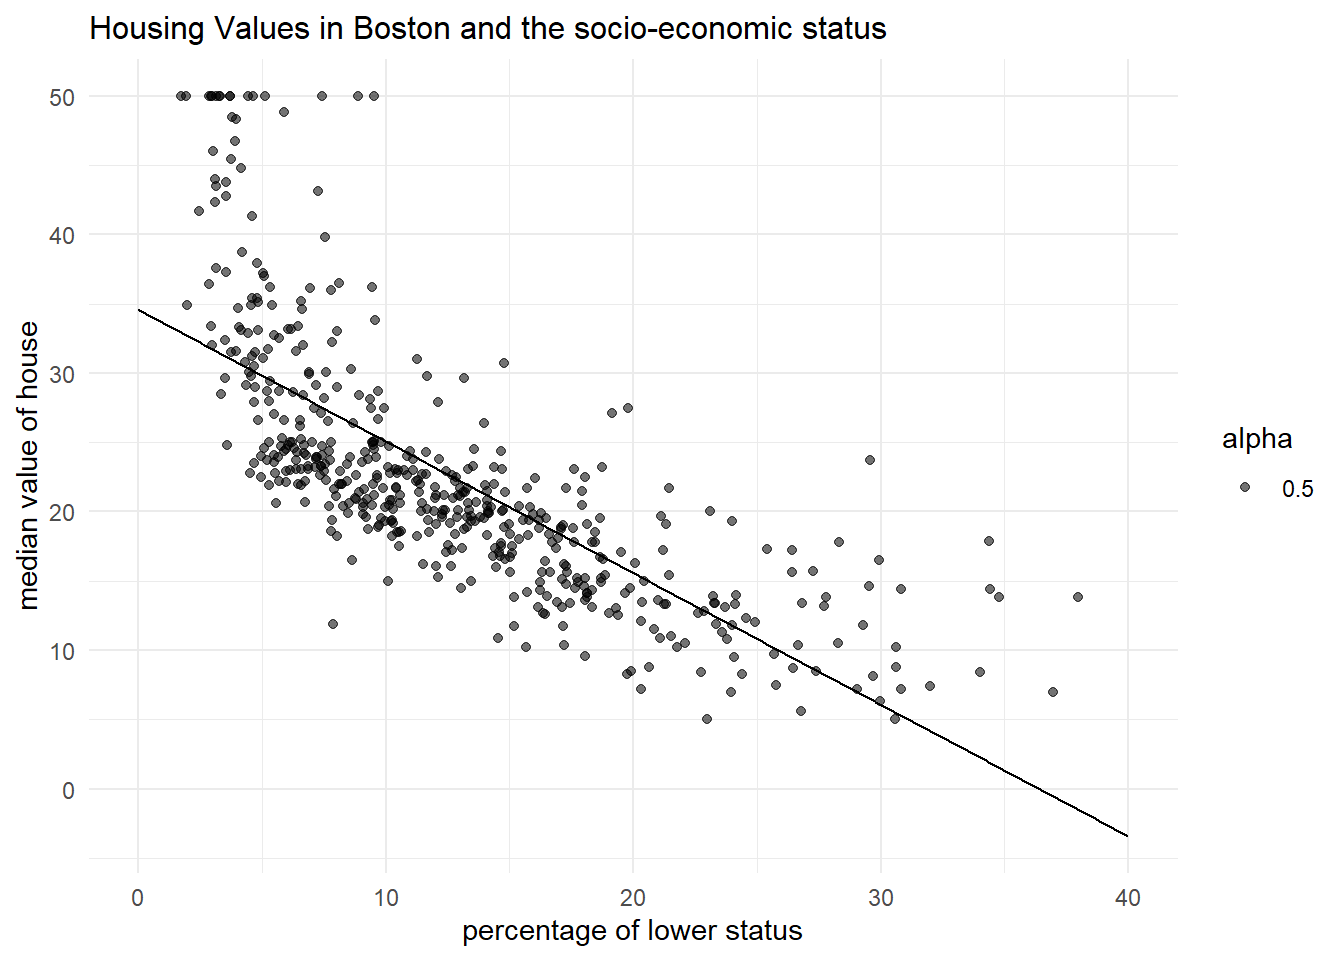 Housing Values in Boston and the socio-economic status
median value of house
50
40
30
20
10
0
0 10 20 30 40
percentage of lower status
alpha
0.5